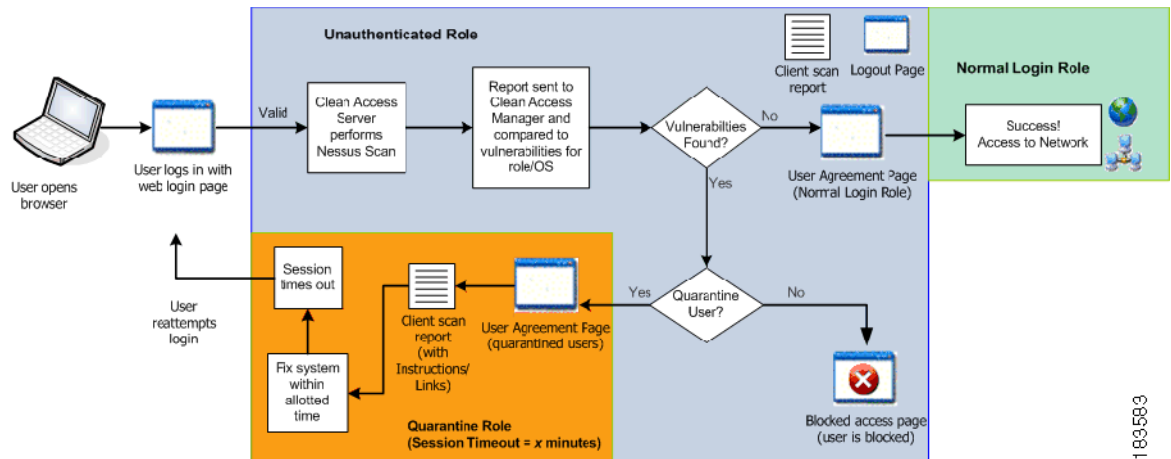 Unauthenticated Role
Client scan
report
Logout Page
Normal Login Role
User opens
browser
User logs in with
web login page
Valid
Clean Access
Server
performs
Nessus Scan
Report sent to
Clean Access
Manager and
compared to
vulnerabilities for
role/OS
Vulnerabilties
Found?
No
User Agreement Page
(Normal Login Role)
Success!
Access to Network
Yes
Quarantine
User?
No
Blocked access page
(user is blocked)
Yes
User Agreement Page
(quarantined users)
Client scan
report
(with
Instructions/
Links)
Fix system
within
allotted
time
Session
times out
User
reattempts
login
Quarantine Role
(Session Timeout = x minutes)
183583